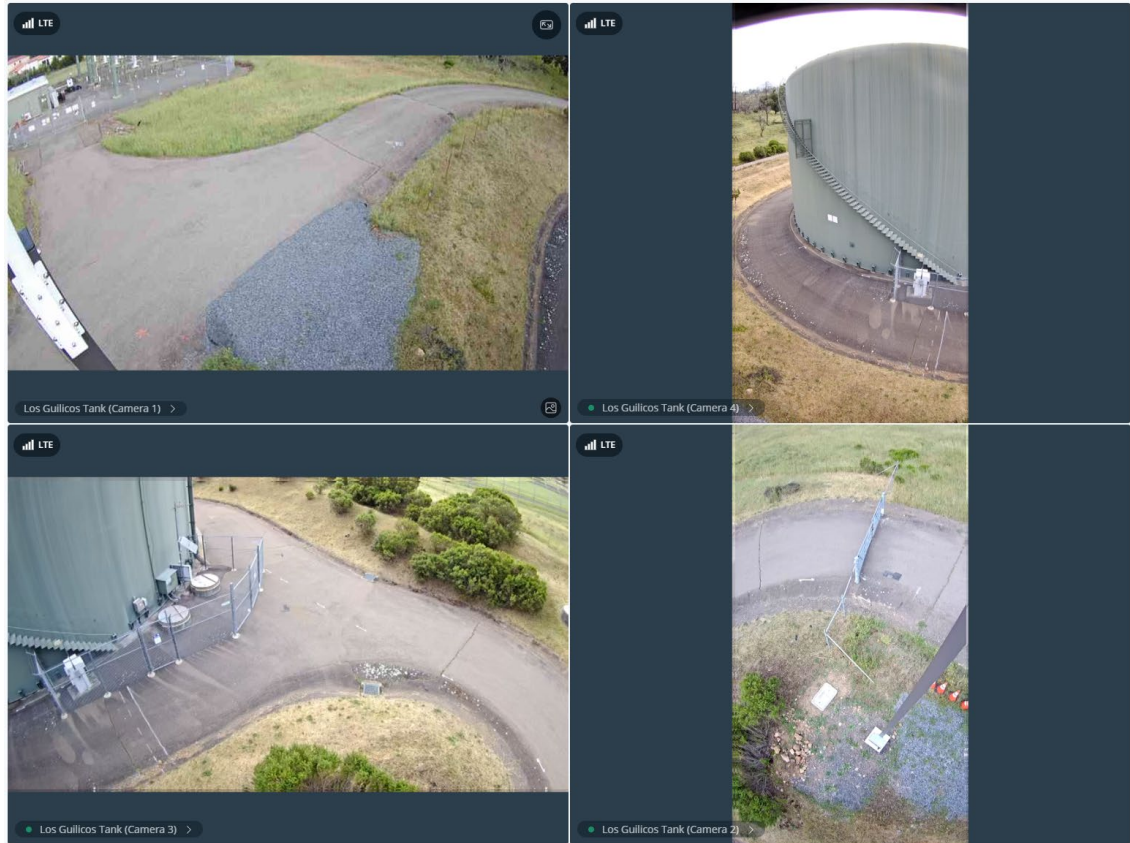 LTE
LTE
Los Guilicos Tank (Camera 1)
Los Guilicos Tank (Camera 4)
LTE
LTE
Los Guilicos Tank (Camera 3)
Los Guilicos Tank (Camera 2)